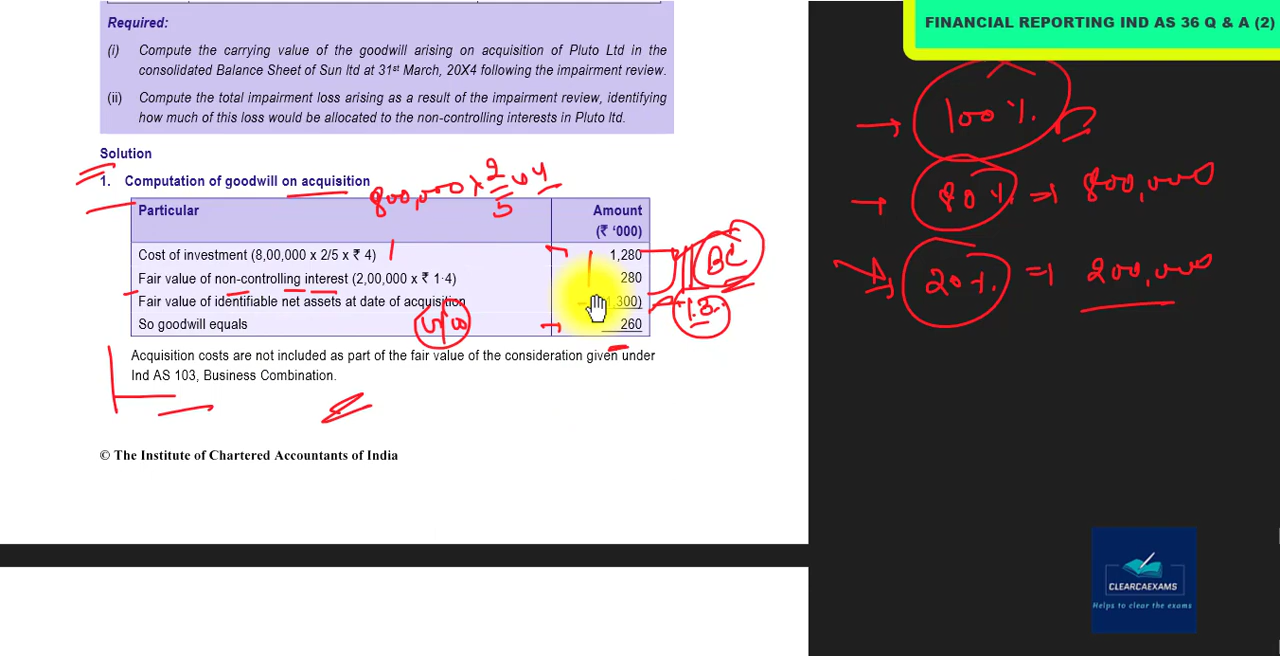 FINANCIAL REPORTING IND AS 36 Q & A (2)
Required:
(i) Compute the carrying value of the goodwill arising on acquisition of Pluto Ltd in the
consolidated Balance Sheet of Sun ltd at 31st March, 20X4 following the impairment review.
(ii) Compute the total impairment loss arising as a result of the impairment review, identifying
how much of this loss would be allocated to the non-controlling interests in Pluto ltd.
Solution
1. Computation of goodwill on acquisition
800,000 x 2/5 x 4
Particular Amount
(₹ '000)
Cost of investment (8,00,000 x 2/5 x ₹ 4) 1,280
Fair value of non-controlling interest (2,00,000 x ₹ 1·4) 280
Fair value of identifiable net assets at date of acquisition ,300)
So goodwill equals 260
BC
Acquisition costs are not included as part of the fair value of the consideration given under
Ind AS 103, Business Combination.
© The Institute of Chartered Accountants of India
100%
80% => 800,000
20% => 200,000
CLEARCAEXAMS
Helps to clear the exams